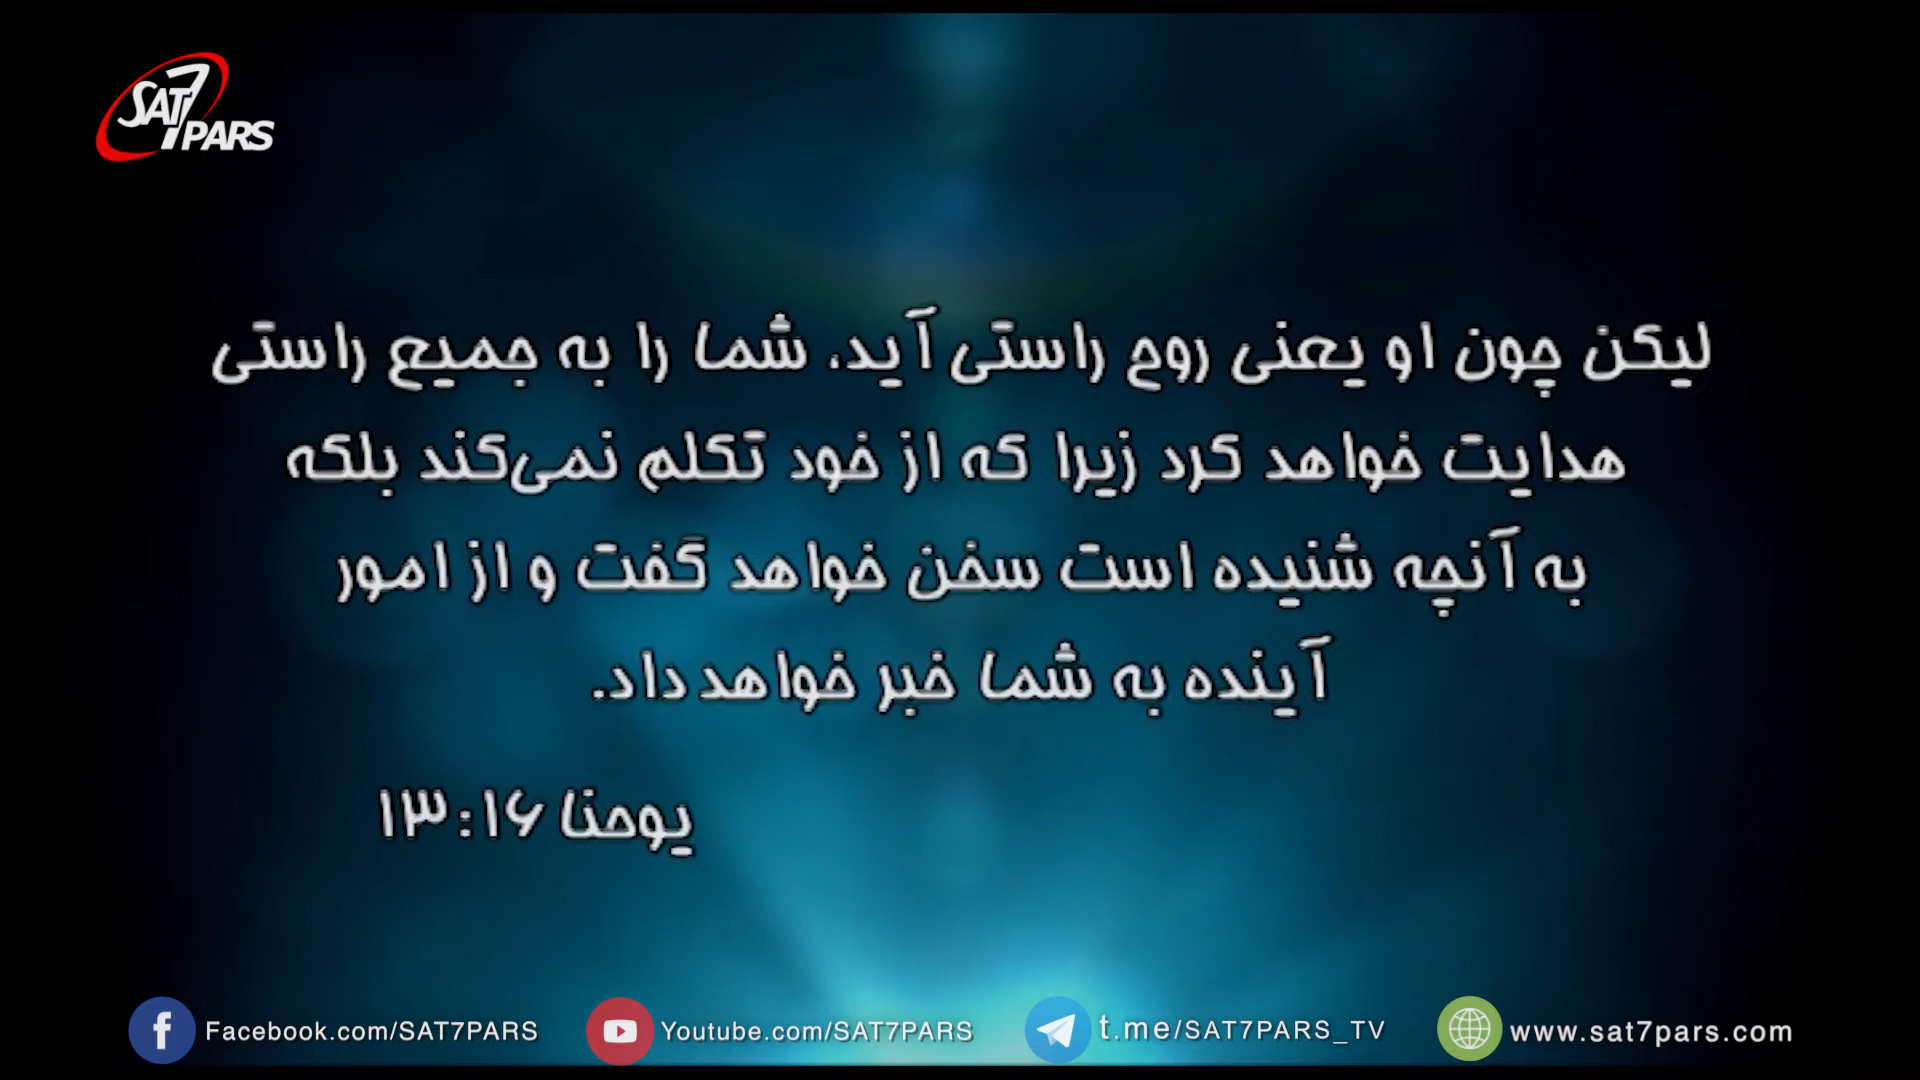 SAT7
PARS
لیکن چون او یعنی روح راستی آید، شما را به جمیع راستی
هدایت خواهد کرد زیرا که از خود تکلم نمی‌کند بلکه
به آنچه شنیده است سخن خواهد گفت و از امور
آینده به شما خبر خواهد داد.
یوحنا ۱۶:۱۳
Facebook.com/SAT7PARS
Youtube.com/SAT7PARS
t.me/SAT7PARS_TV
www.sat7pars.com